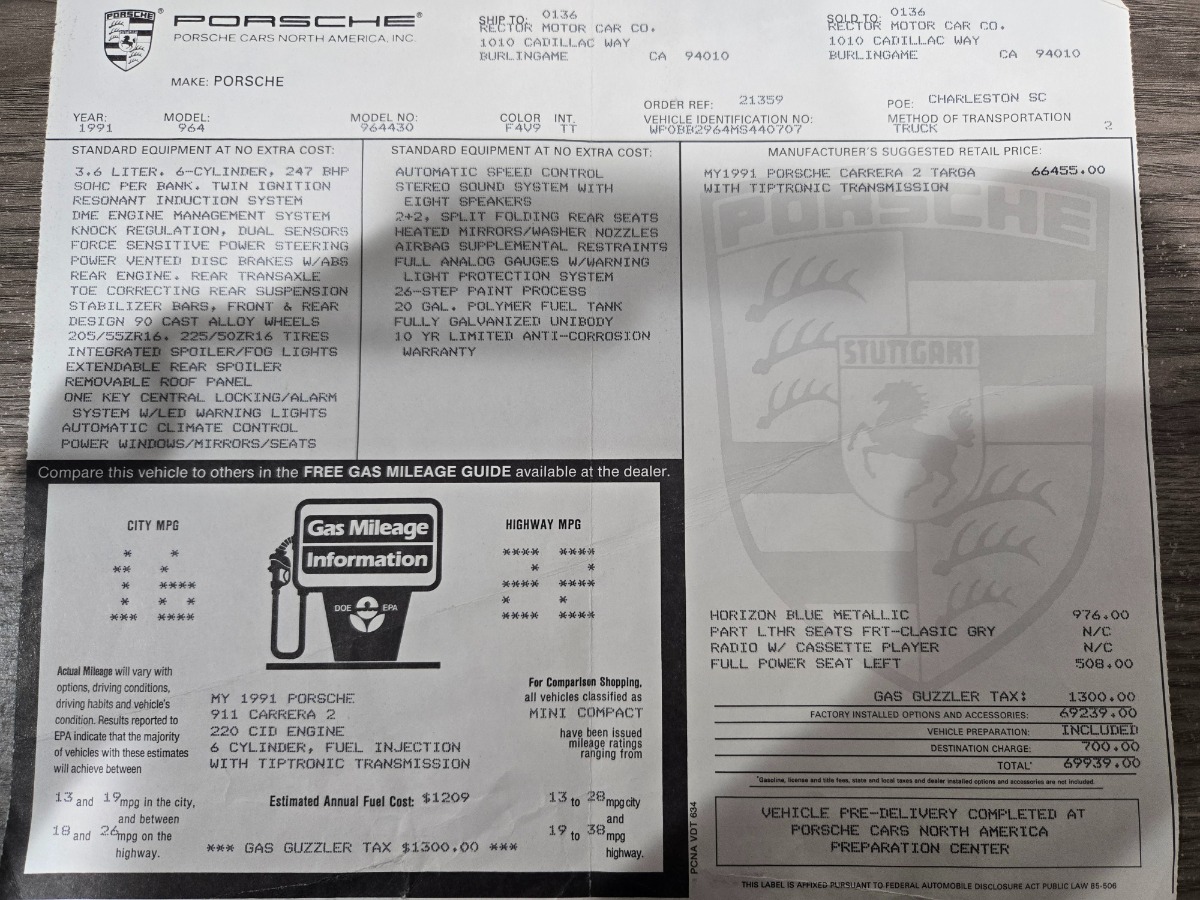 PORSCHE®
PORSCHE CARS NORTH AMERICA, INC.
MAKE: PORSCHE
SHIP TO: 0136
RECTOR MOTOR CAR CO.
1010 CADILLAC WAY
BURLINGAME CA 94010
SOLD TO: 0136
RECTOR MOTOR CAR CO.
1010 CADILLAC WAY
BURLINGAME CA 94010
ORDER REF: 21359
POE: CHARLESTON SC
YEAR: 1991
MODEL: 964
MODEL NO: 964430
COLOR F4V9
INT. TT
VEHICLE IDENTIFICATION NO: WP0BB2964MS440707
METHOD OF TRANSPORTATION TRUCK 2
STANDARD EQUIPMENT AT NO EXTRA COST:
3.6 LITER. 6-CYLINDER, 247 BHP
SOHC PER BANK. TWIN IGNITION
RESONANT INDUCTION SYSTEM
DME ENGINE MANAGEMENT SYSTEM
KNOCK REGULATION, DUAL SENSORS
FORCE SENSITIVE POWER STEERING
POWER VENTED DISC BRAKES W/ABS
REAR ENGINE. REAR TRANSAXLE
TOE CORRECTING REAR SUSPENSION
STABILIZER BARS, FRONT & REAR
DESIGN 90 CAST ALLOY WHEELS
205/55ZR16. 225/50ZR16 TIRES
INTEGRATED SPOILER/FOG LIGHTS
EXTENDABLE REAR SPOILER
REMOVABLE ROOF PANEL
ONE KEY CENTRAL LOCKING/ALARM
SYSTEM W/LED WARNING LIGHTS
AUTOMATIC CLIMATE CONTROL
POWER WINDOWS/MIRRORS/SEATS
STANDARD EQUIPMENT AT NO EXTRA COST:
AUTOMATIC SPEED CONTROL
STEREO SOUND SYSTEM WITH
EIGHT SPEAKERS
2+2, SPLIT FOLDING REAR SEATS
HEATED MIRRORS/WASHER NOZZLES
AIRBAG SUPPLEMENTAL RESTRAINTS
FULL ANALOG GAUGES W/WARNING
LIGHT PROTECTION SYSTEM
26-STEP PAINT PROCESS
20 GAL. POLYMER FUEL TANK
FULLY GALVANIZED UNIBODY
10 YR LIMITED ANTI-CORROSION
WARRANTY
MANUFACTURER'S SUGGESTED RETAIL PRICE:
MY1991 PORSCHE CARRERA 2 TARGA 66455.00
WITH TIPTRONIC TRANSMISSION
PORSCHE
STUTTGART
HORIZON BLUE METALLIC 976.00
PART LTHR SEATS FRT-CLASIC GRY N/C
RADIO W/ CASSETTE PLAYER N/C
FULL POWER SEAT LEFT 508.00
GAS GUZZLER TAX: 1300.00
FACTORY INSTALLED OPTIONS AND ACCESSORIES: 69239.00
VEHICLE PREPARATION: INCLUDED
DESTINATION CHARGE: 700.00
TOTAL* 69939.00
*Gasoline, license and title fees, state and local taxes and dealer installed options and accessories are not included.
VEHICLE PRE-DELIVERY COMPLETED AT
PORSCHE CARS NORTH AMERICA
PREPARATION CENTER
THIS LABEL IS AFFIXED PURSUANT TO FEDERAL AUTOMOBILE DISCLOSURE ACT PUBLIC LAW 85-506
PCNA VDT 634
Compare this vehicle to others in the FREE GAS MILEAGE GUIDE available at the dealer.
CITY MPG
16
Gas Mileage
Information
DOE EPA
HIGHWAY MPG
22
Actual Mileage will vary with
options, driving conditions,
driving habits and vehicle's
condition. Results reported to
EPA indicate that the majority
of vehicles with these estimates
will achieve between
13 and 19 mpg in the city,
and between
18 and 26 mpg on the
highway.
MY 1991 PORSCHE
911 CARRERA 2
220 CID ENGINE
6 CYLINDER, FUEL INJECTION
WITH TIPTRONIC TRANSMISSION
Estimated Annual Fuel Cost: $1209
*** GAS GUZZLER TAX $1300.00 ***
For Comparison Shopping,
all vehicles classified as
MINI COMPACT
have been issued
mileage ratings
ranging from
13 to 28 mpg city
and
19 to 38 mpg
highway.